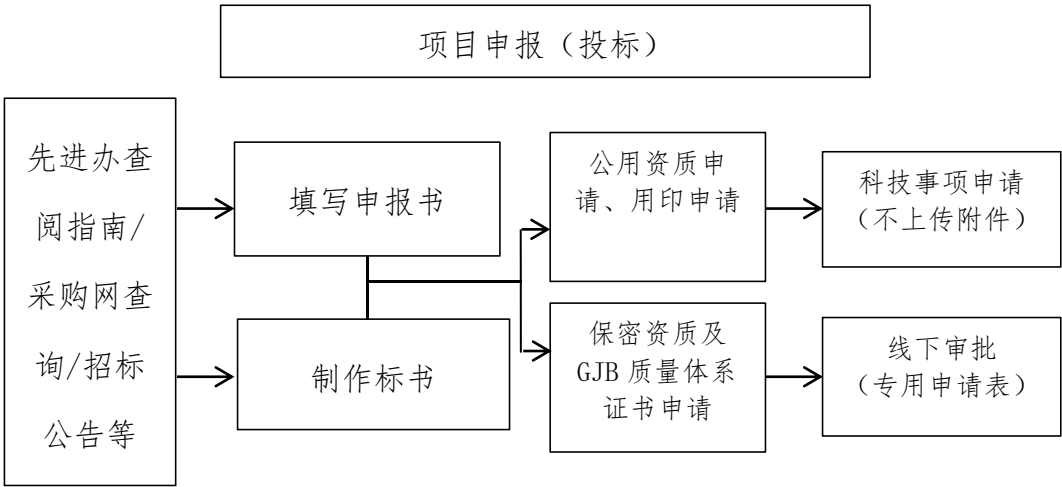 项目申报（投标）
先进办查
阅指南/
采购网查
询/招标
公告等
填写申报书
制作标书
公用资质申
请、用印申请
保密资质及
GJB 质量体系
证书申请
科技事项申请
（不上传附件）
线下审批
（专用申请表）